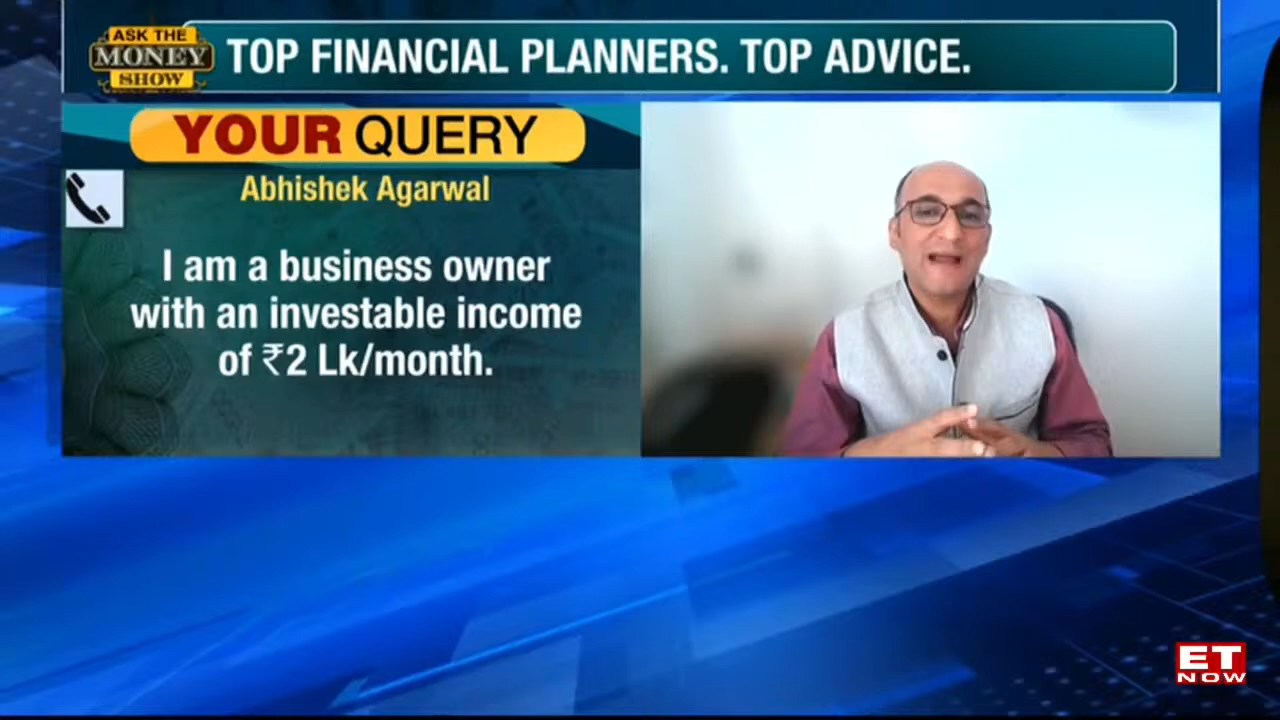 ASK THE
MONEY
SHOW
TOP FINANCIAL PLANNERS. TOP ADVICE.
YOUR QUERY
Abhishek Agarwal
I am a business owner
with an investable income
of ₹2 Lk/month.
ET
NOW